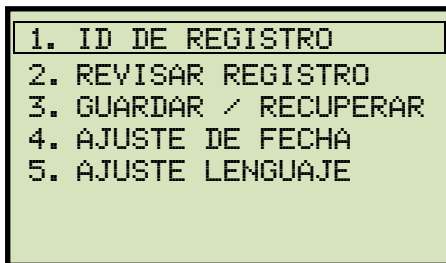 1. ID DE REGISTRO
2. REVISAR REGISTRO
3. GUARDAR / RECUPERAR
4. AJUSTE DE FECHA
5. AJUSTE LENGUAJE